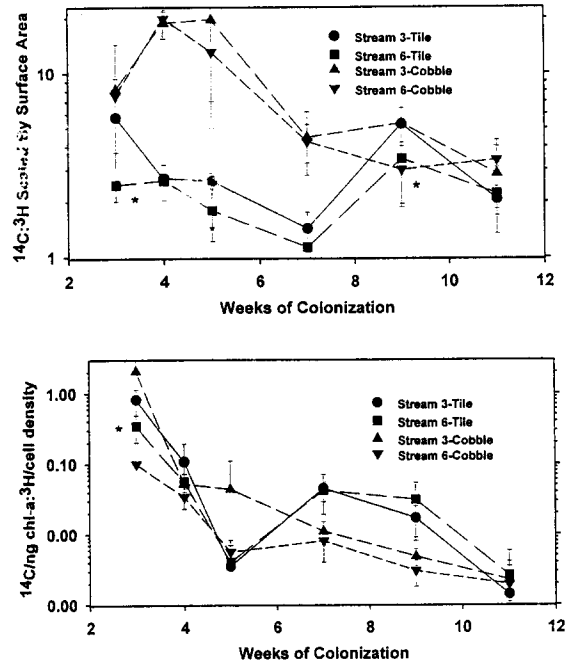 14C:3H Scaled by Surface Area
10
1
Stream 3-Tile
Stream 6-Tile
Stream 3-Cobble
Stream 6-Cobble
*
*
*
2 4 6 8 10 12
Weeks of Colonization
14C/ng chl-a:3H/cell density
1.00
0.10
0.00
0.00
Stream 3-Tile
Stream 6-Tile
Stream 3-Cobble
Stream 6-Cobble
*
2 4 6 8 10 12
Weeks of Colonization